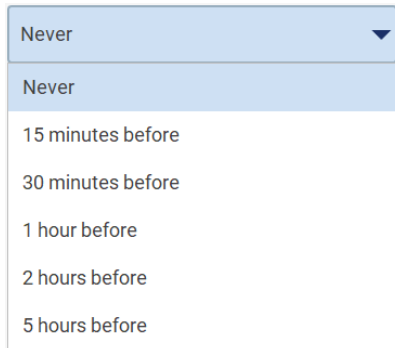 Never
Never
15 minutes before
30 minutes before
1 hour before
2 hours before
5 hours before